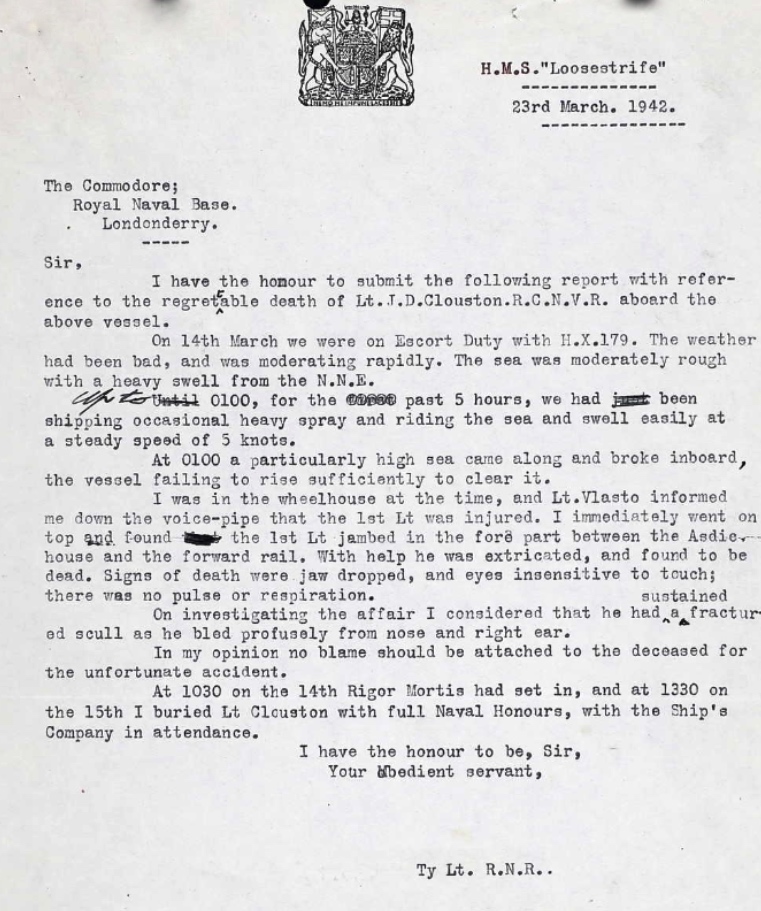 H.M.S."Loosestrife"
23rd March. 1942.
The Commodore;
Royal Naval Base.
Londonderry.
Sir,
I have the honour to submit the following report with refer-
ence to the regrettable death of Lt.J.D.Clouston.R.C.N.V.R. aboard the
above vessel.
On 14th March we were on Escort Duty with H.X.179. The weather
had been bad, and was moderating rapidly. The sea was moderately rough
with a heavy swell from the N.N.E.
Up to Until 0100, for the past 5 hours, we had just been
shipping occasional heavy spray and riding the sea and swell easily at
a steady speed of 5 knots.
At 0100 a particularly high sea came along and broke inboard,
the vessel failing to rise sufficiently to clear it.
I was in the wheelhouse at the time, and Lt.Vlasto informed
me down the voice-pipe that the 1st Lt was injured. I immediately went on
top and found the 1st Lt jambed in the fore part between the Asdic
house and the forward rail. With help he was extricated, and found to be
dead. Signs of death were jaw dropped, and eyes insensitive to touch;
there was no pulse or respiration.
sustained
On investigating the affair I considered that he had a fractur-
ed scull as he bled profusely from nose and right ear.
In my opinion no blame should be attached to the deceased for
the unfortunate accident.
At 1030 on the 14th Rigor Mortis had set in, and at 1330 on
the 15th I buried Lt Clouston with full Naval Honours, with the Ship's
Company in attendance.
I have the honour to be, Sir,
Your Obedient servant,
Ty Lt. R.N.R..